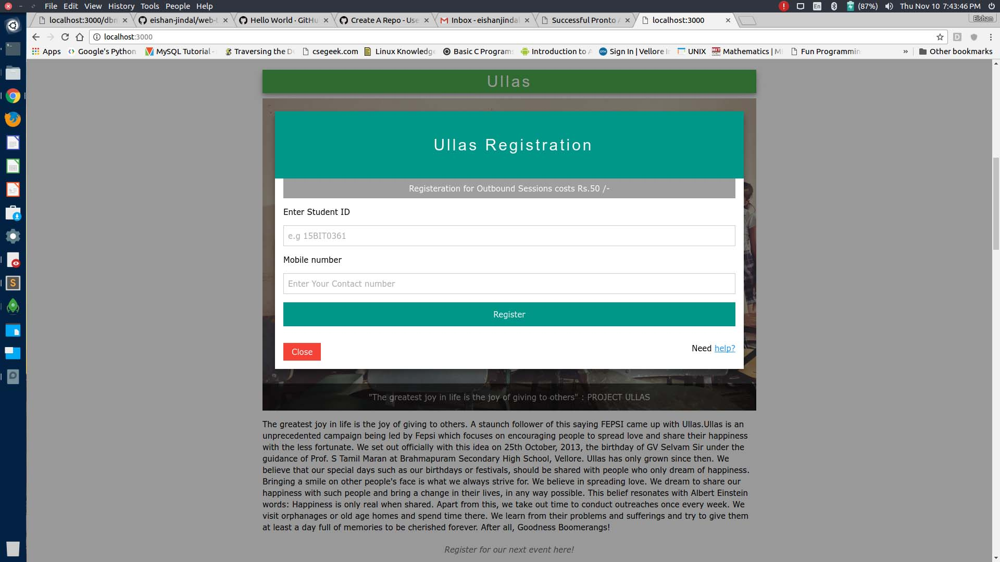 File Edit View History Tools People Help
En (87%) Thu Nov 10 7:43:46 PM
localhost:3000/dbm
eishan-jindal/web-t
Hello World · GitHu
Create A Repo - Use
Inbox - eishanjindal
Successful Pronto A
localhost:3000
Eishan
localhost:3000
Apps
Google's Python
MySQL Tutorial -
Traversing the D
csegeek.com
Linux Knowledge
Basic C Programs
Introduction to A
Sign In | Vellore I
UNIX
Mathematics | M
Fun Programmin
»
Other bookmarks
Ullas
Ullas Registration
Registeration for Outbound Sessions costs Rs.50 /-
Enter Student ID
e.g 15BIT0361
Mobile number
Enter Your Contact number
Register
Close
Need help?
"The greatest joy in life is the joy of giving to others" : PROJECT ULLAS
The greatest joy in life is the joy of giving to others. A staunch follower of this saying FEPSI came up with Ullas.Ullas is an
unprecedented campaign being led by Fepsi which focuses on encouraging people to spread love and share their happiness
with the less fortunate. We set out officially with this idea on 25th October, 2013, the birthday of GV Selvam Sir under the
guidance of Prof. S Tamil Maran at Brahmapuram Secondary High School, Vellore. Ullas has only grown since then. We
believe that our special days such as our birthdays or festivals, should be shared with people who only dream of happiness.
Bringing a smile on other people's face is what we always strive for. We believe in spreading love. We dream to share our
happiness with such people and bring a change in their lives, in any way possible. This belief resonates with Albert Einstein
words: Happiness is only real when shared. Apart from this, we take out time to conduct outreaches once every week. We
visit orphanages or old age homes and spend time there. We learn from their problems and sufferings and try to give them
at least a day full of memories to be cherished forever. After all, Goodness Boomerangs!
Register for our next event here!